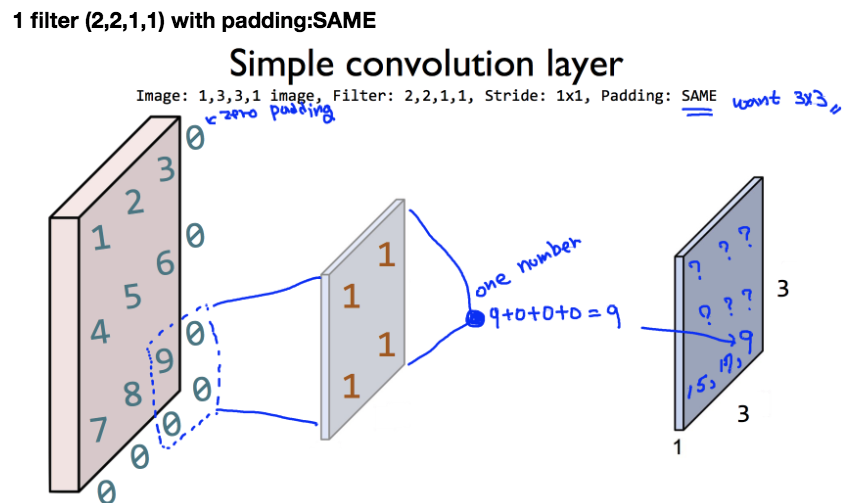 1 filter (2,2,1,1) with padding:SAME
Simple convolution layer
Image: 1,3,3,1 image, Filter: 2,2,1,1, Stride: 1x1, Padding: SAME want 3x3
zero padding
0
1 2 3
0
4 5 6
0
7 8 9
0
0 0 0
1 1
1 1
one number
9+0+0+0=9
? ? ?
? ? ?
15, 17, 9
3
3
1